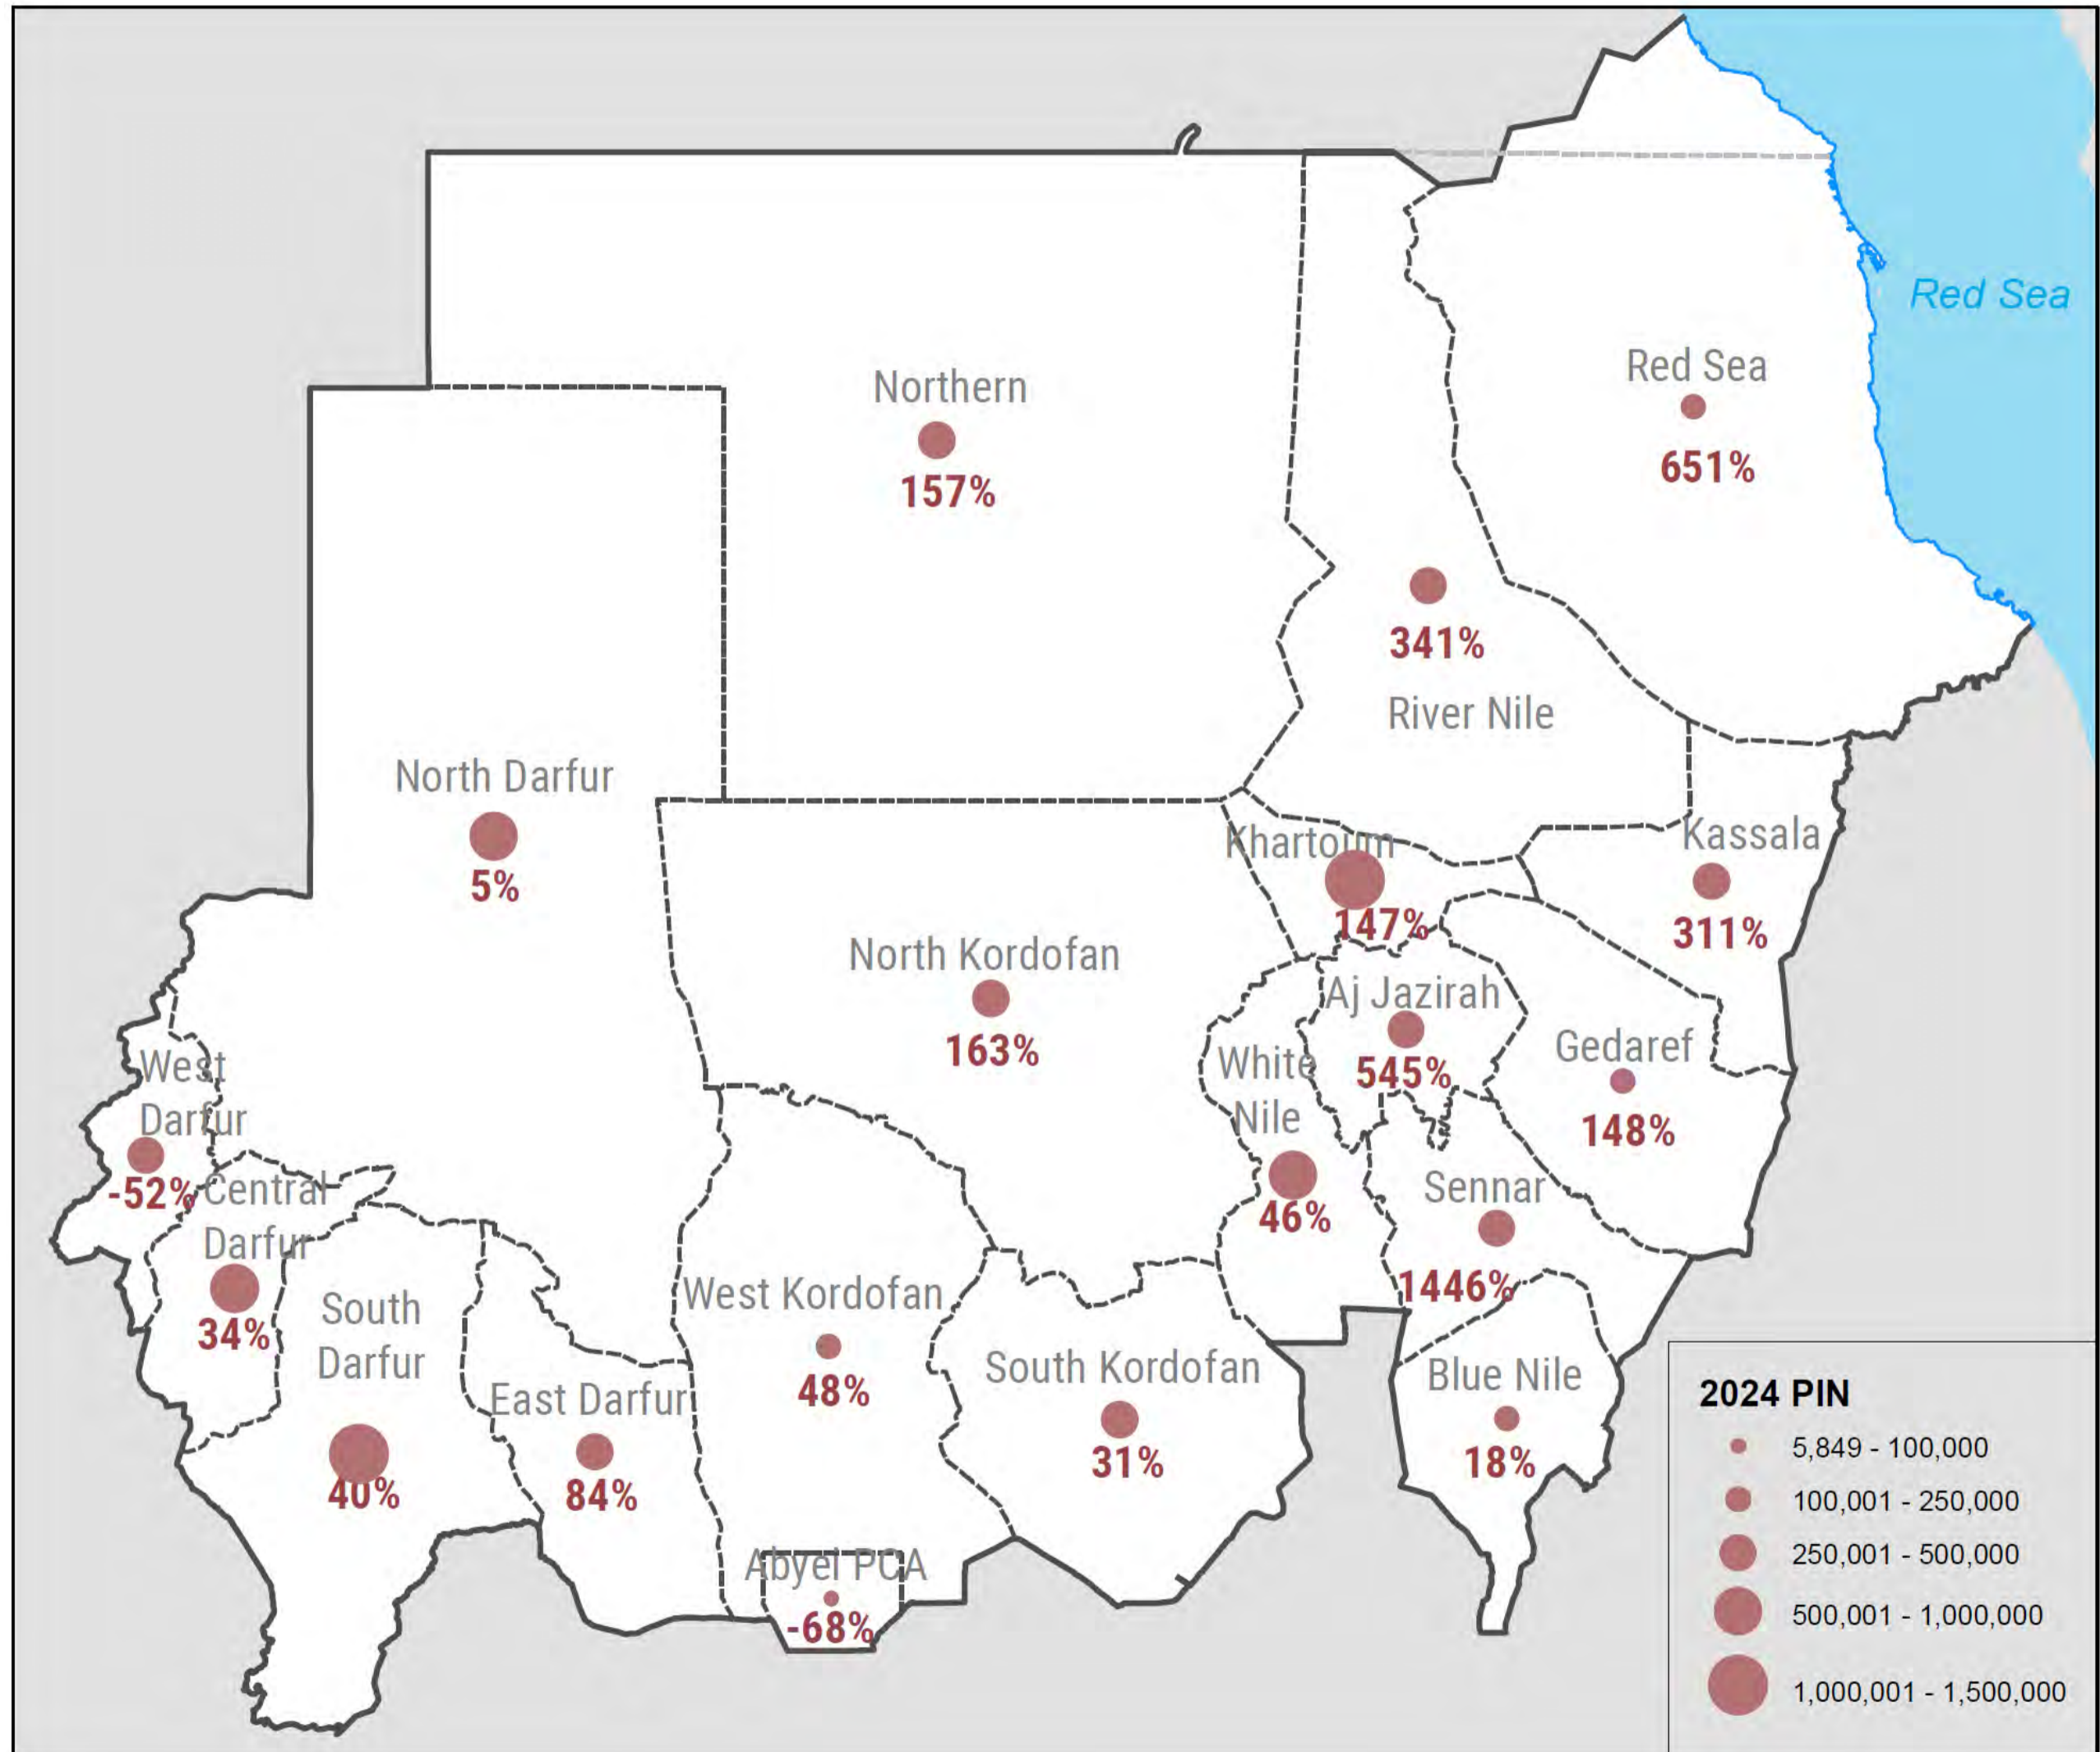 Red Sea
Northern
157%
Red Sea
651%
341%
River Nile
North Darfur
5%
Khartoum
147%
Kassala
311%
North Kordofan
163%
Aj Jazirah
545%
White
Nile
46%
Gedaref
148%
West
Darfur
-52%
Central
Darfur
34%
Sennar
1446%
South
Darfur
40%
East Darfur
84%
West Kordofan
48%
South Kordofan
31%
Blue Nile
18%
Abyei PCA
-68%
2024 PIN
5,849 - 100,000
100,001 - 250,000
250,001 - 500,000
500,001 - 1,000,000
1,000,001 - 1,500,000